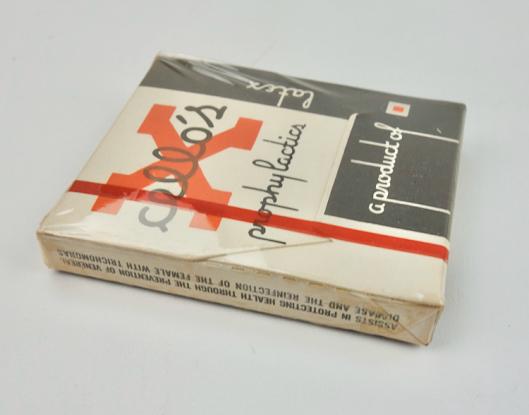 latex
X
cello's
prophylactics
a product of
ASSISTS IN PROTECTING HEALTH THROUGH THE PREVENTION OF VENEREAL
DISEASE AND THE REINFECTION OF THE FEMALE WITH TRICHOMONAS